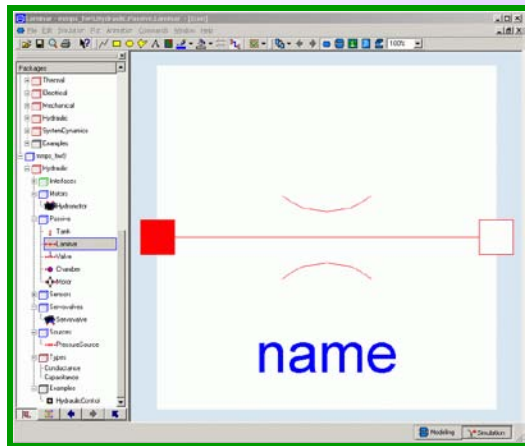 Laminar - mmps_fwrk.Hydraulic.Passive.Laminar - [Icon]
File Edit Simulation Plot Animation Commands Window Help
100%
Packages
Thermal
Electrical
Mechanical
Hydraulic
SystemDynamics
Examples
Hydraulic
Interfaces
Motors
Hydromotor
Passive
Tank
Laminar
Valve
Chamber
Motor
Sensors
Servovalves
Servovalve
Sources
PressureSource
Types
Conductance
Capacitance
Examples
HydraulicControl
name
Modeling
Simulation